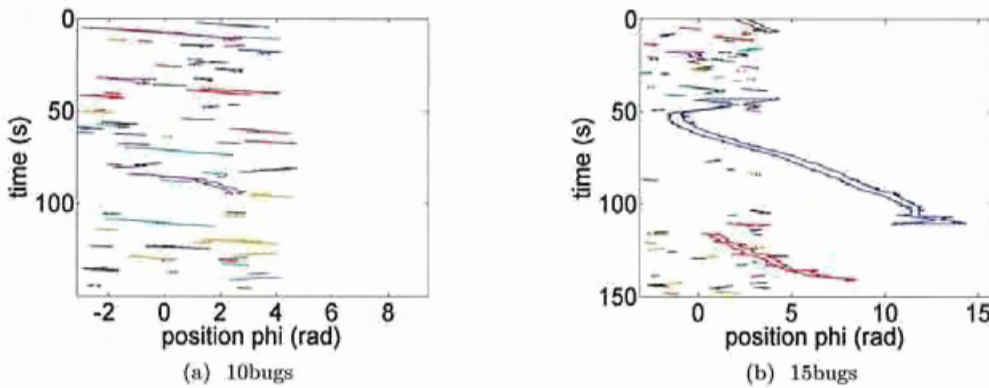 0
50
100
time (s)
-2 0 2 4 6 8
position phi (rad)
(a) 10bugs
0
50
100
150
time (s)
0 5 10 15
position phi (rad)
(b) 15bugs